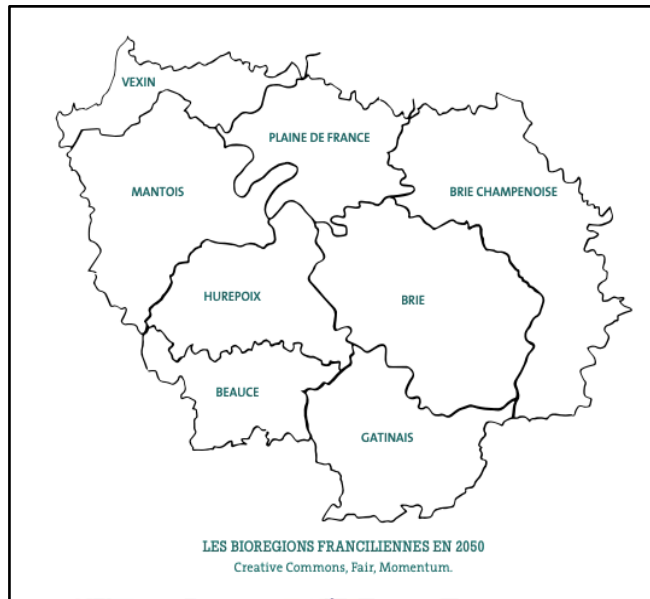 VEXIN
PLAINE DE FRANCE
MANTOIS
BRIE CHAMPENOISE
HUREPOIX
BRIE
BEAUCE
GATINAIS
LES BIOREGIONS FRANCILIENNES EN 2050
Creative Commons, Fair, Momentum.